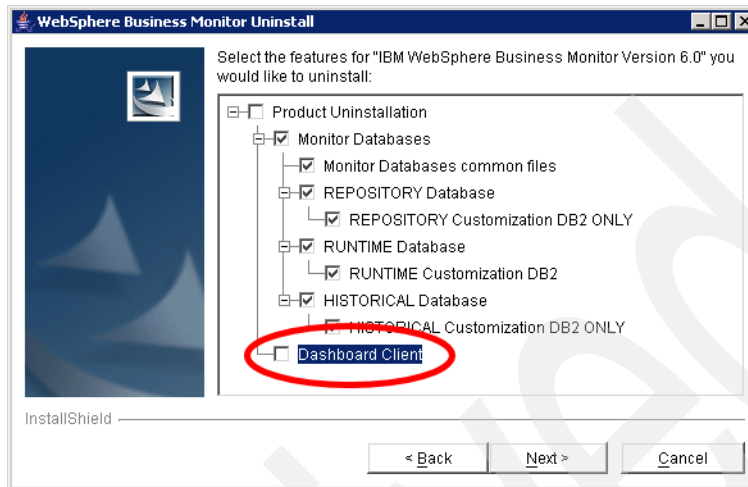 WebSphere Business Monitor Uninstall
Select the features for "IBM WebSphere Business Monitor Version 6.0" you
would like to uninstall:
Product Uninstallation
Monitor Databases
Monitor Databases common files
REPOSITORY Database
REPOSITORY Customization DB2 ONLY
RUNTIME Database
RUNTIME Customization DB2
HISTORICAL Database
HISTORICAL Customization DB2 ONLY
Dashboard Client
InstallShield
< Back
Next >
Cancel